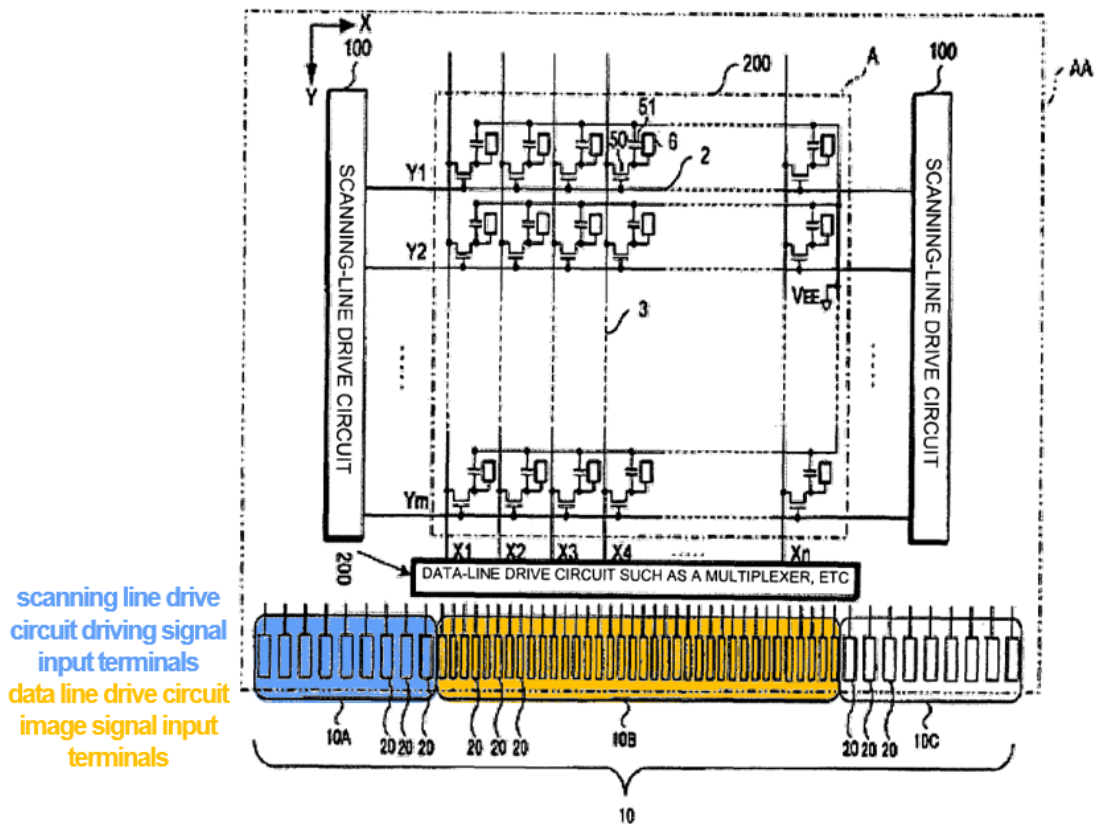 X
Y
100
200
A
100
AA
51
50
6
2
Y1
Y2
VEE
3
SCANNING-LINE DRIVE CIRCUIT
SCANNING-LINE DRIVE CIRCUIT
.....
.....
Ym
X1 X2 X3 X4 ..... Xn
200
DATA-LINE DRIVE CIRCUIT SUCH AS A MULTIPLEXER, ETC
scanning line drive
circuit driving signal
input terminals
data line drive circuit
image signal input
terminals
10A 20 20 20 20 20 20 10B 20 20 20 10C
10